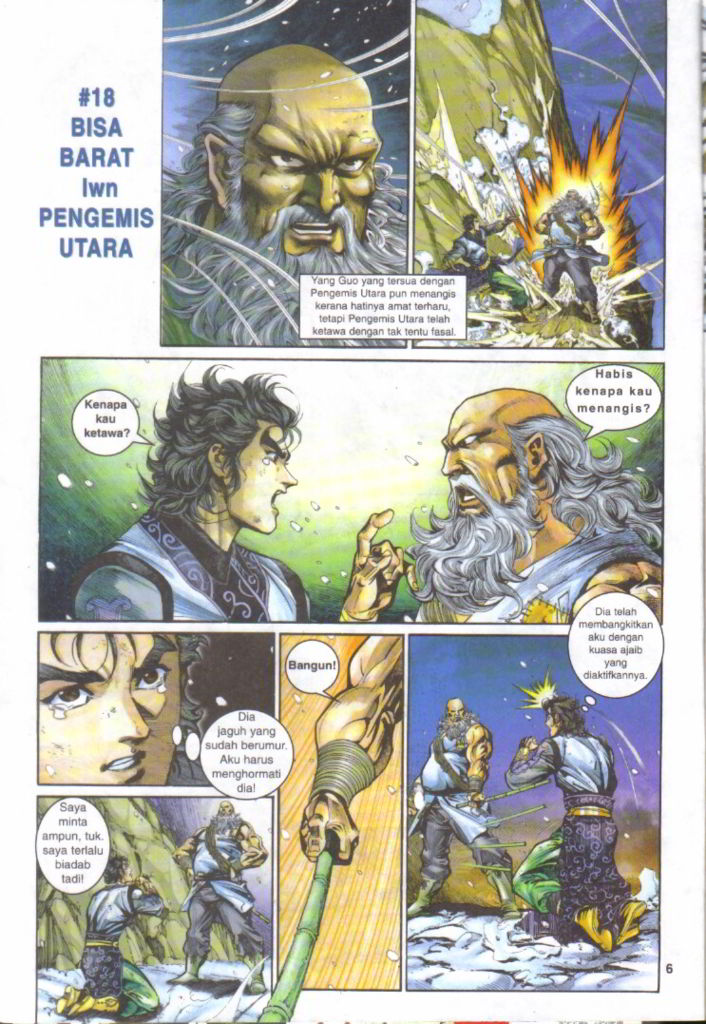 #18
BISA
BARAT
lwn
PENGEMIS
UTARA
Yang Guo yang tersua dengan
Pengemis Utara pun menangis
kerana hatinya amat terharu,
tetapi Pengemis Utara telah
ketawa dengan tak tentu fasal.
Kenapa
kau
ketawa?
Habis
kenapa kau
menangis?
Dia
jaguh yang
sudah berumur.
Aku harus
menghormati
dia!
Saya
minta
ampun, tuk.
saya terlalu
biadab
tadi!
Bangun!
Dia telah
membangkitkan
aku dengan
kuasa ajaib
yang
diaktifkannya.
6